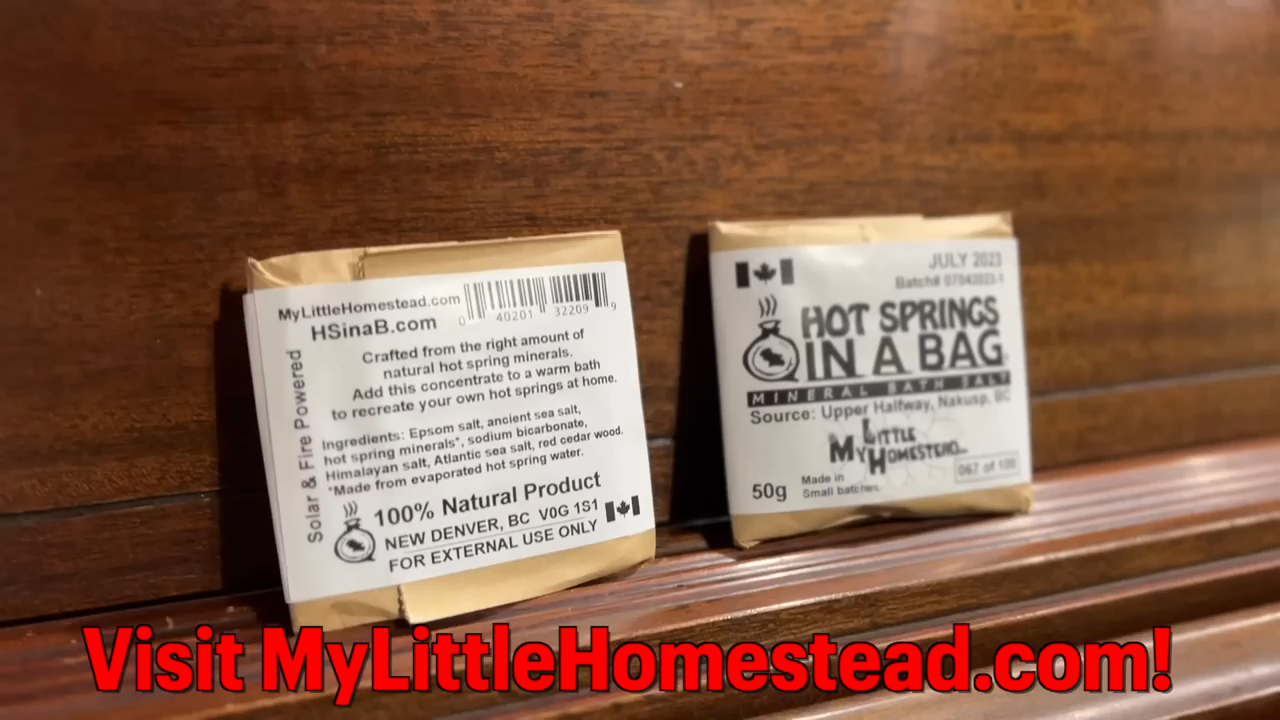 MyLittleHomestead.com
HSinaB.com
0 40201 32209 9
Crafted from the right amount of
natural hot spring minerals.
Add this concentrate to a warm bath
to recreate your own hot springs at home.
Ingredients: Epsom salt, ancient sea salt,
hot spring minerals*, sodium bicarbonate,
Himalayan salt, Atlantic sea salt, red cedar wood.
*Made from evaporated hot spring water.
Solar & Fire Powered
100% Natural Product
NEW DENVER, BC V0G 1S1
FOR EXTERNAL USE ONLY
JULY 2023
Batch# 07042023-1
HOT SPRINGS
IN A BAG
MINERAL BATH SALT
Source: Upper Halfway, Nakusp, BC
MY LITTLE
HOMESTEAD
067 of 100
50g
Made in
Small batches
Visit MyLittleHomestead.com!